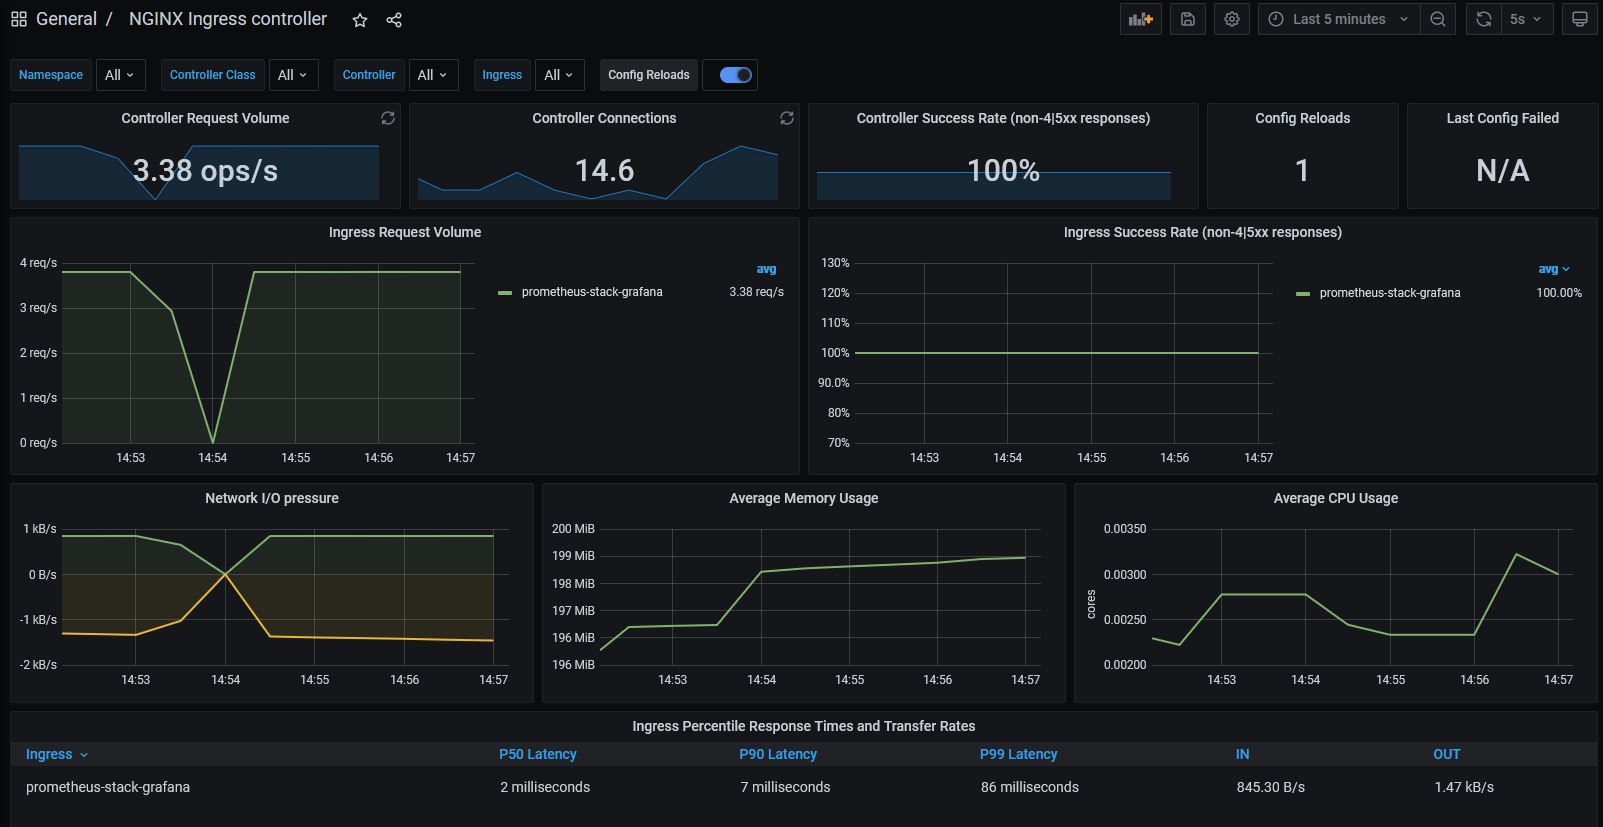 General / NGINX Ingress controller
Last 5 minutes 5s
Namespace All Controller Class All Controller All Ingress All Config Reloads
Controller Request Volume
3.38 ops/s
Controller Connections
14.6
Controller Success Rate (non-4|5xx responses)
100%
Config Reloads
1
Last Config Failed
N/A
Ingress Request Volume
4 req/s
3 req/s
2 req/s
1 req/s
0 req/s
14:53 14:54 14:55 14:56 14:57
avg
prometheus-stack-grafana 3.38 req/s
Ingress Success Rate (non-4|5xx responses)
130%
120%
110%
100%
90.0%
80%
70%
14:53 14:54 14:55 14:56 14:57
avg
prometheus-stack-grafana 100.00%
Network I/O pressure
1 kB/s
0 B/s
-1 kB/s
-2 kB/s
14:53 14:54 14:55 14:56 14:57
Average Memory Usage
200 MiB
199 MiB
198 MiB
197 MiB
196 MiB
196 MiB
14:53 14:54 14:55 14:56 14:57
Average CPU Usage
cores
0.00350
0.00300
0.00250
0.00200
14:53 14:54 14:55 14:56 14:57
Ingress Percentile Response Times and Transfer Rates
Ingress P50 Latency P90 Latency P99 Latency IN OUT
prometheus-stack-grafana 2 milliseconds 7 milliseconds 86 milliseconds 845.30 B/s 1.47 kB/s